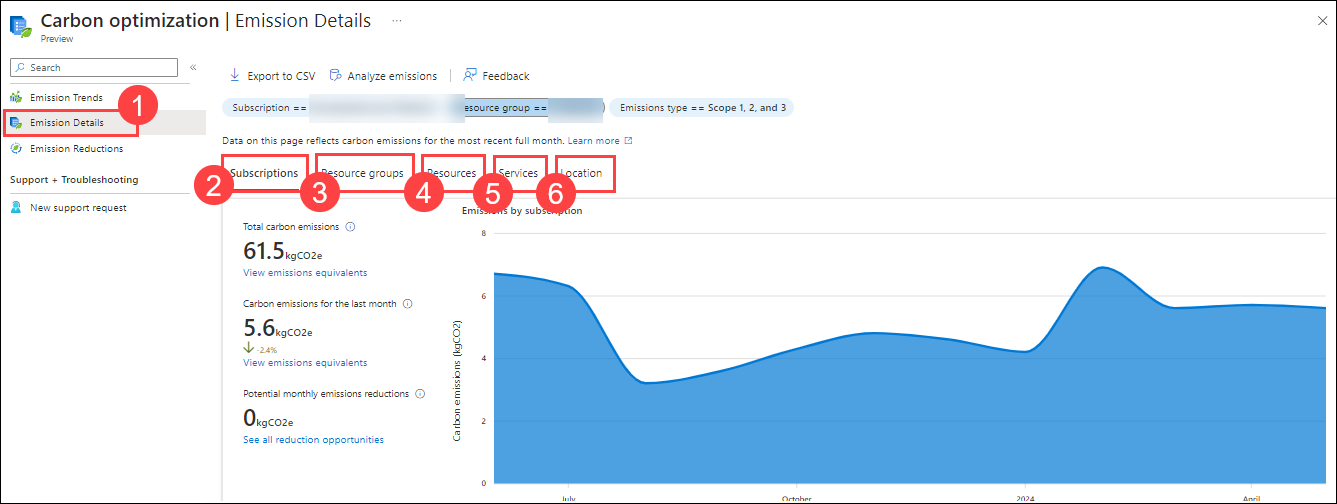 Carbon optimization | Emission Details ...
Preview
Search «
Emission Trends
1
Emission Details
Emission Reductions
Support + Troubleshooting
New support request
Export to CSV Analyze emissions | Feedback
Subscription == esource group == ) Emissions type == Scope 1, 2, and 3
Data on this page reflects carbon emissions for the most recent full month. Learn more
2 Subscriptions 3 Resource groups 4 Resources 5 Services 6 Location
Total carbon emissions
61.5kgCO2e
View emissions equivalents
Carbon emissions for the last month
5.6kgCO2e
-2.4%
View emissions equivalents
Potential monthly emissions reductions
0kgCO2e
See all reduction opportunities
Emissions by subscription
Carbon emissions (kgCO2)
8
6
4
2
0
July October 2024 April